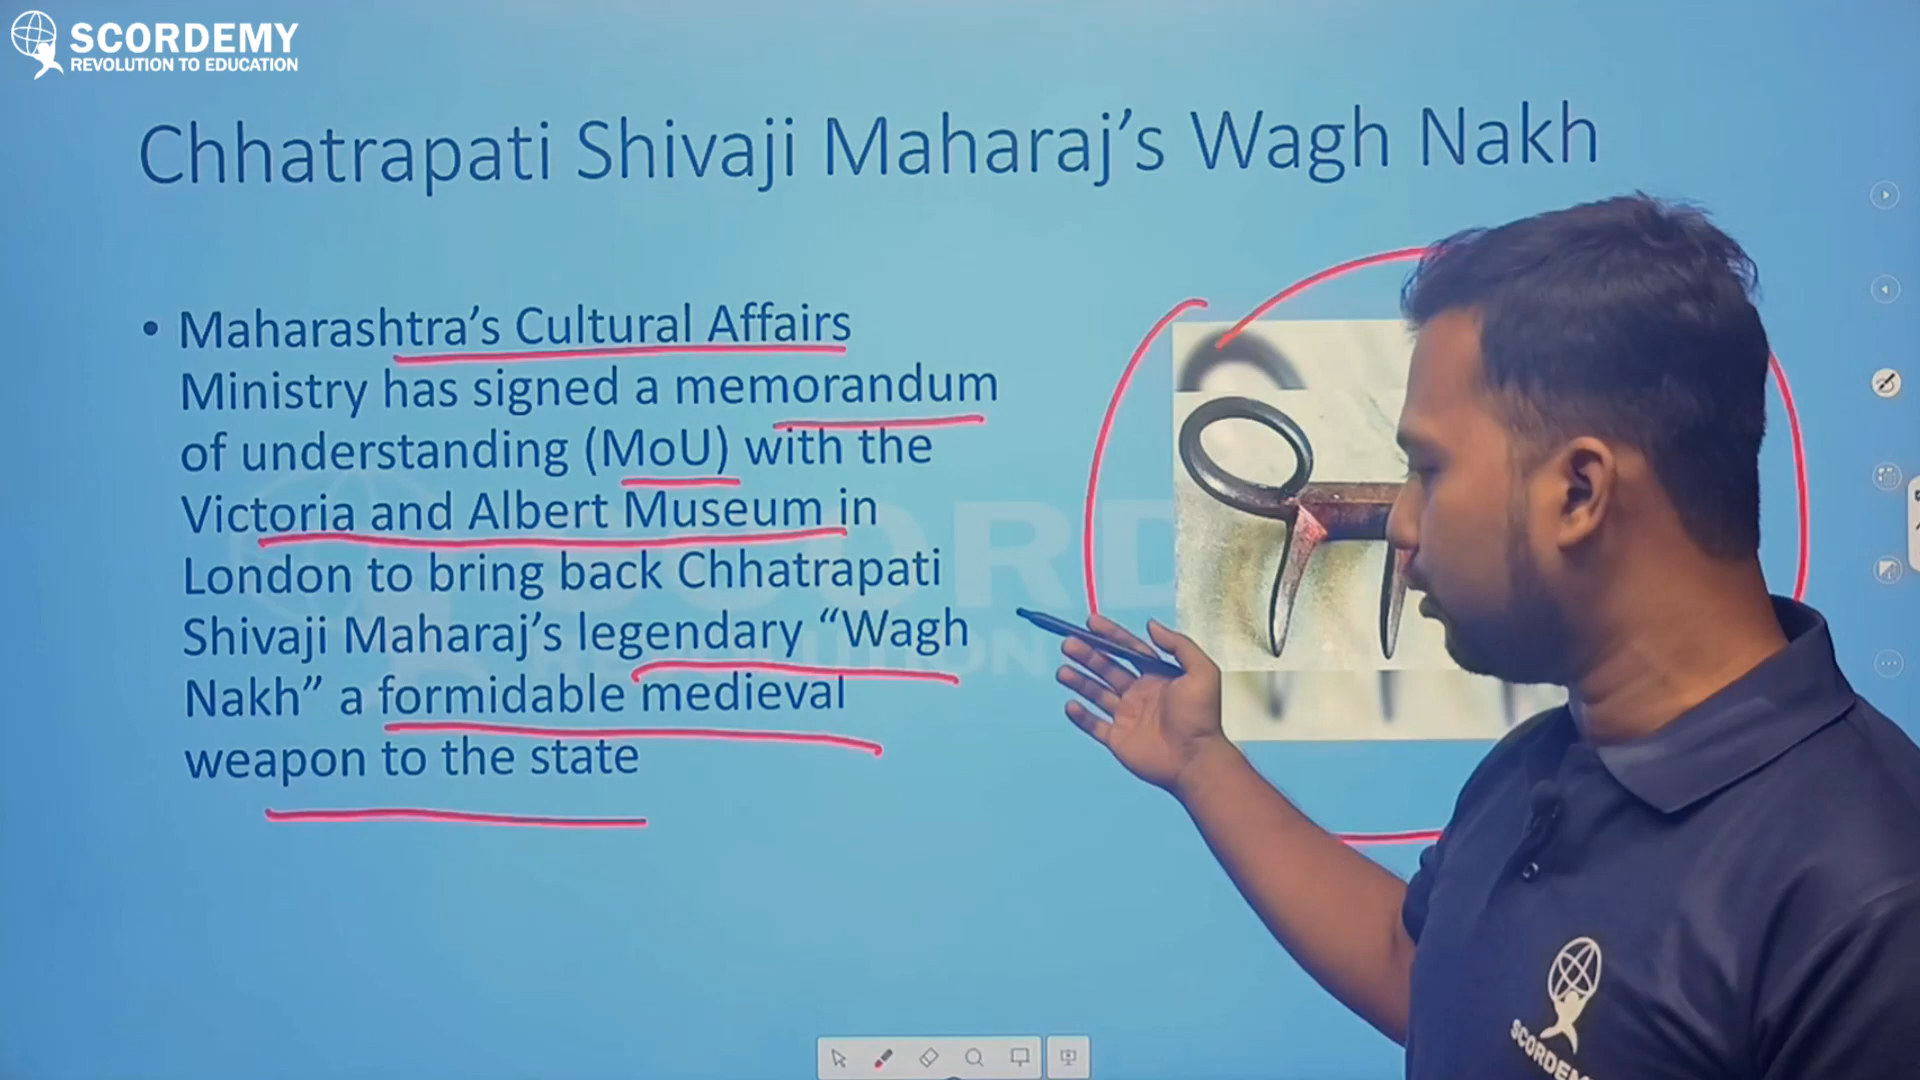 SCORDEMY
REVOLUTION TO EDUCATION
Chhatrapati Shivaji Maharaj’s Wagh Nakh
• Maharashtra’s Cultural Affairs
Ministry has signed a memorandum
of understanding (MoU) with the
Victoria and Albert Museum in
London to bring back Chhatrapati
Shivaji Maharaj’s legendary “Wagh
Nakh” a formidable medieval
weapon to the state